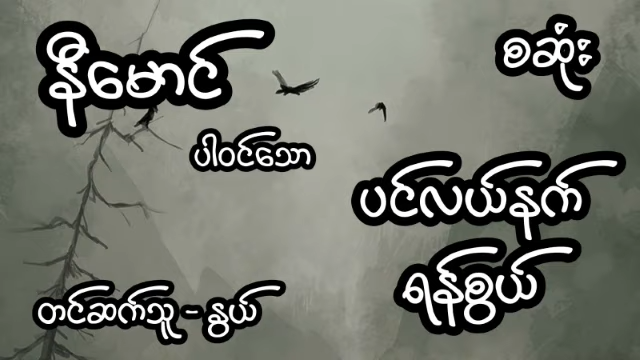 နီမောင်
စဆုံး
ပါဝင်သော
ပင်လယ်နက်
ရန်စွယ်
တင်ဆက်သူ - နွယ်